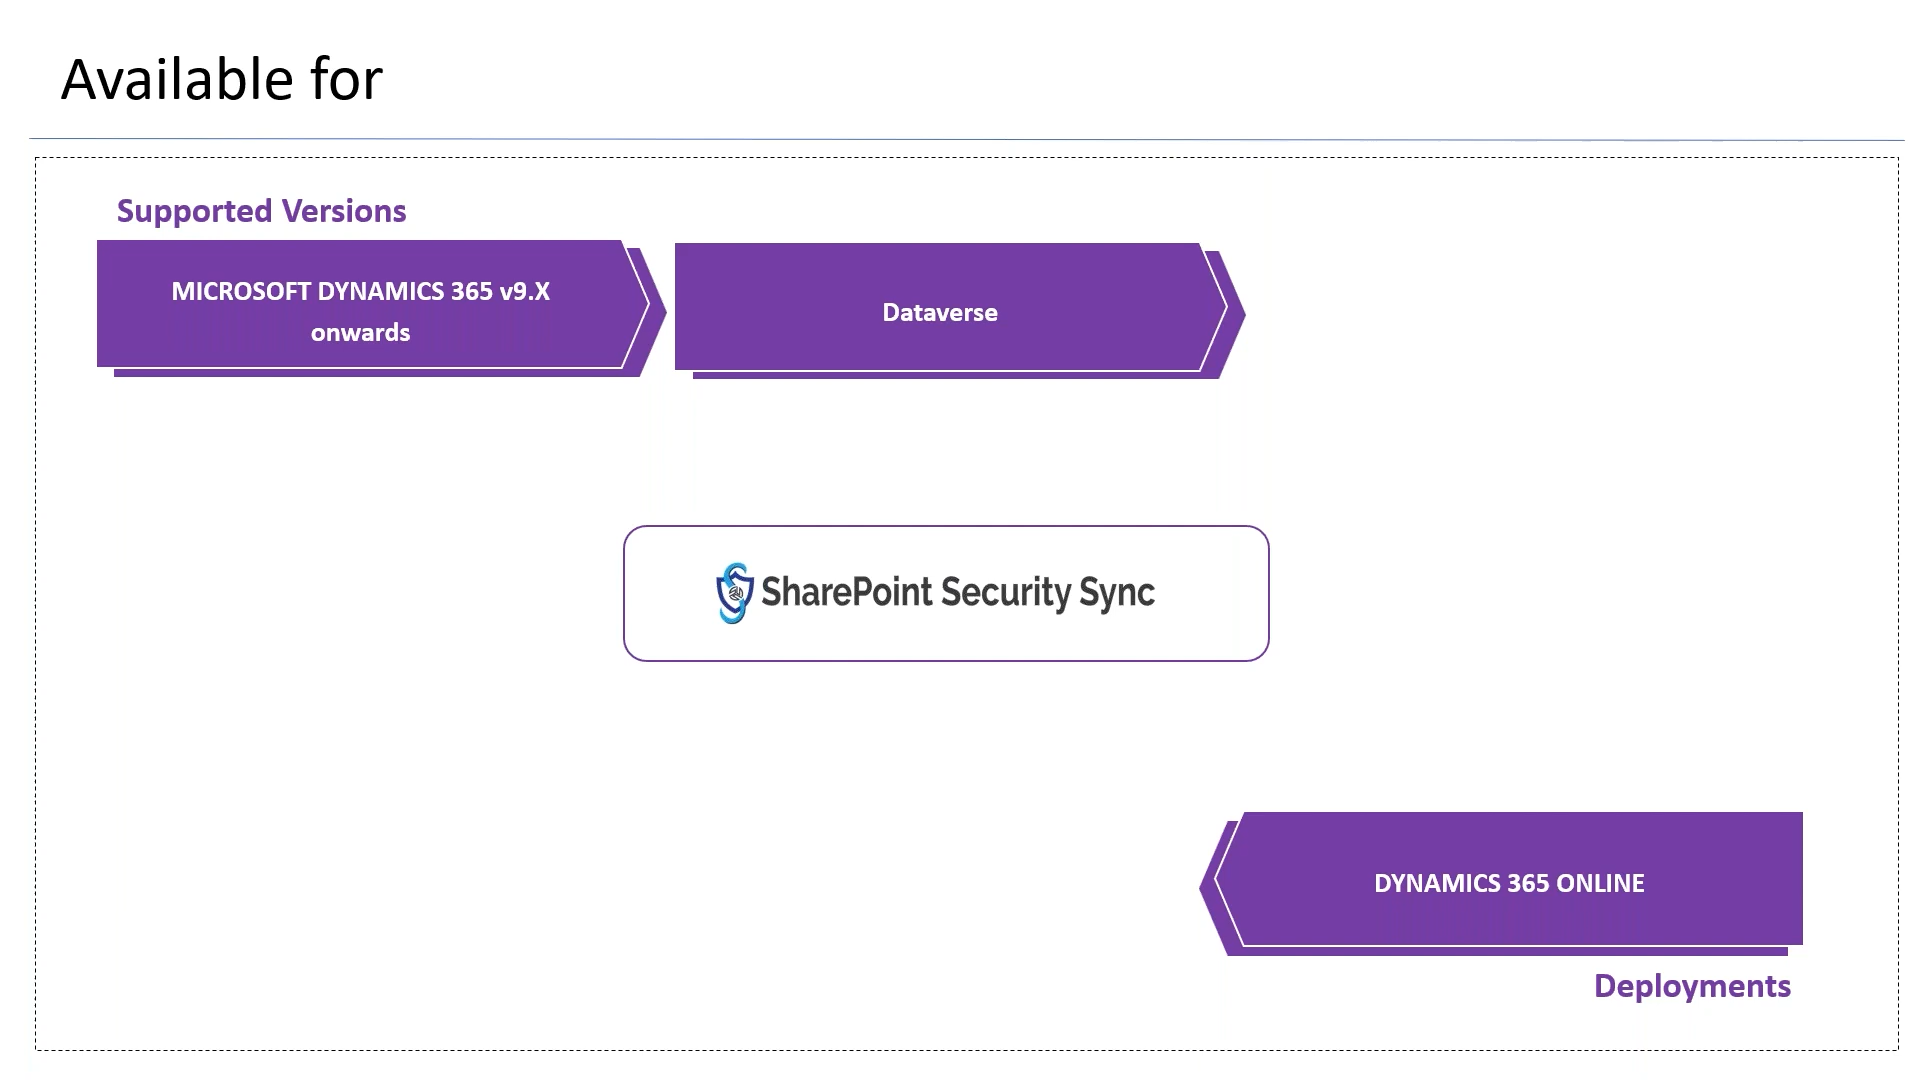 Available for
Supported Versions
MICROSOFT DYNAMICS 365 v9.X
onwards
Dataverse
SharePoint Security Sync
DYNAMICS 365 ONLINE
Deployments